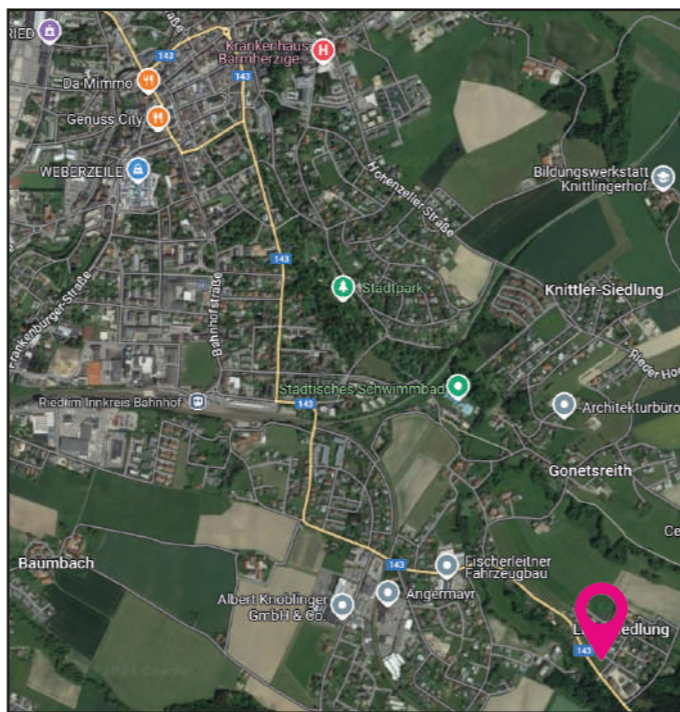 RIED
143
Krankenhaus
Barmherzige
143
Da Mimmo
Genuss City
WEBERZEILE
Hohenzeller Straße
Bildungswerkstatt
Knittlingerhof
143
Bahnhofstraße
Stadtpark
Knittler-Siedlung
Frankenburger-Straße
Städtisches Schwimmbad
Ried im Innkreis Bahnhof
143
Architekturbüro
Gonetsreith
Baumbach
143
Fischerleitner
Fahrzeugbau
Angermayr
Albert Knoblinger
GmbH & Co.
143